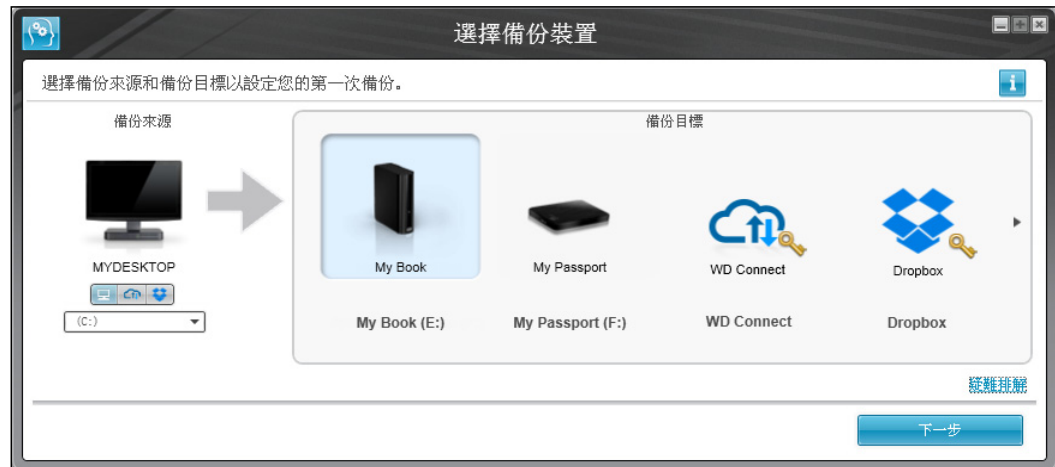 選擇備份裝置
選擇備份來源和備份目標以設定您的第一次備份。
備份來源
備份目標
MYDESKTOP
My Book
My Passport
WD Connect
Dropbox
(C:)
My Book (E:)
My Passport (F:)
WD Connect
Dropbox
疑難排解
下一步